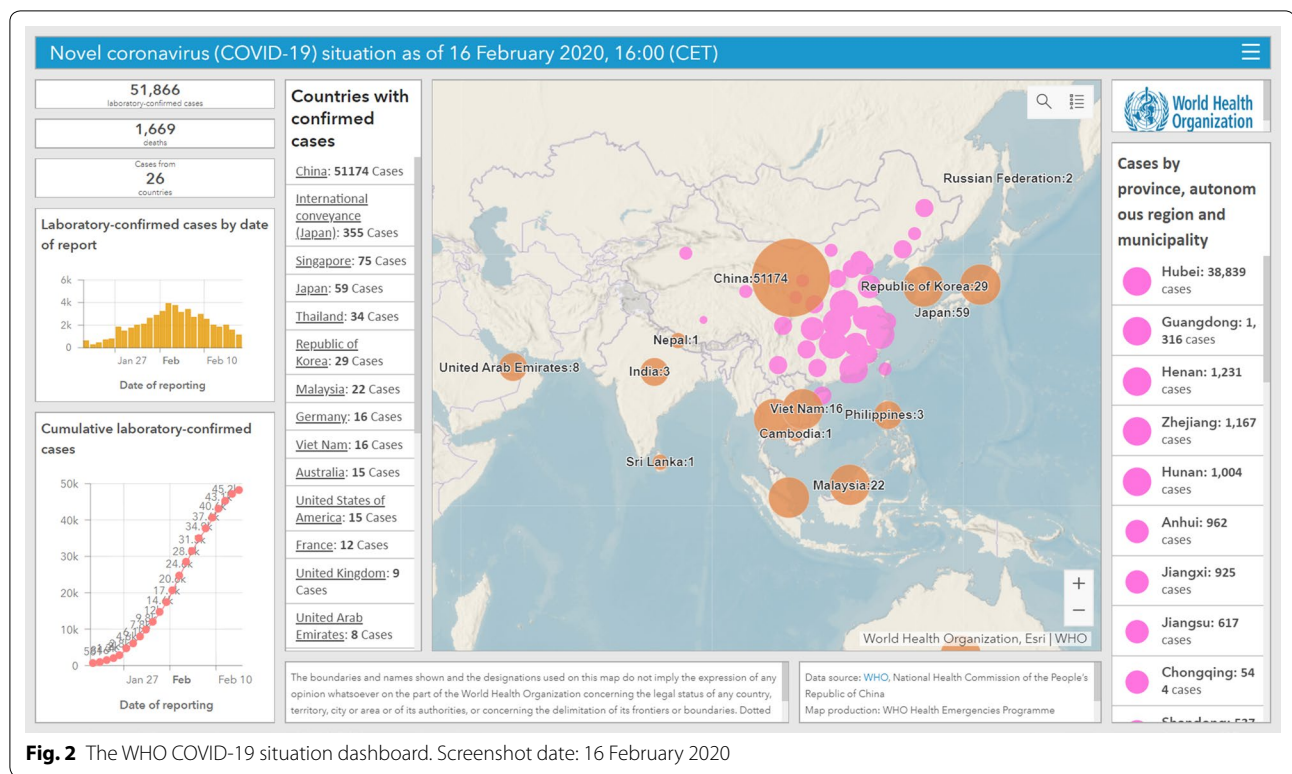 Novel coronavirus (COVID-19) situation as of 16 February 2020, 16:00 (CET)
51,866
laboratory-confirmed cases
1,669
deaths
Cases from
26
countries
Laboratory-confirmed cases by date
of report
6k
4k
2k
0
Jan 27
Feb
Feb 10
Date of reporting
Cumulative laboratory-confirmed
cases
50k
40k
30k
20k
10k
0
45.2k
Jan 27
Feb
Feb 10
Date of reporting
Countries with
confirmed
cases
China: 51174 Cases
International
conveyance
(Japan): 355 Cases
Singapore: 75 Cases
Japan: 59 Cases
Thailand: 34 Cases
Republic of
Korea: 29 Cases
Malaysia: 22 Cases
Germany: 16 Cases
Viet Nam: 16 Cases
Australia: 15 Cases
United States of
America: 15 Cases
France: 12 Cases
United Kingdom: 9
Cases
United Arab
Emirates: 8 Cases
Russian Federation:2
China:51174
Republic of Korea:29
Japan:59
Nepal:1
United Arab Emirates:8
India:3
Viet Nam:16
Philippines:3
Cambodia:1
Sri Lanka:1
Malaysia:22
+
−
World Health Organization, Esri | WHO
The boundaries and names shown and the designations used on this map do not imply the expression of any
opinion whatsoever on the part of the World Health Organization concerning the legal status of any country,
territory, city or area or of its authorities, or concerning the delimitation of its frontiers or boundaries. Dotted
Data source: WHO, National Health Commission of the People's
Republic of China
Map production: WHO Health Emergencies Programme
World Health
Organization
Cases by
province, autonom
ous region and
municipality
Hubei: 38,839
cases
Guangdong: 1,
316 cases
Henan: 1,231
cases
Zhejiang: 1,167
cases
Hunan: 1,004
cases
Anhui: 962
cases
Jiangxi: 925
cases
Jiangsu: 617
cases
Chongqing: 54
4 cases
Fig. 2 The WHO COVID-19 situation dashboard. Screenshot date: 16 February 2020